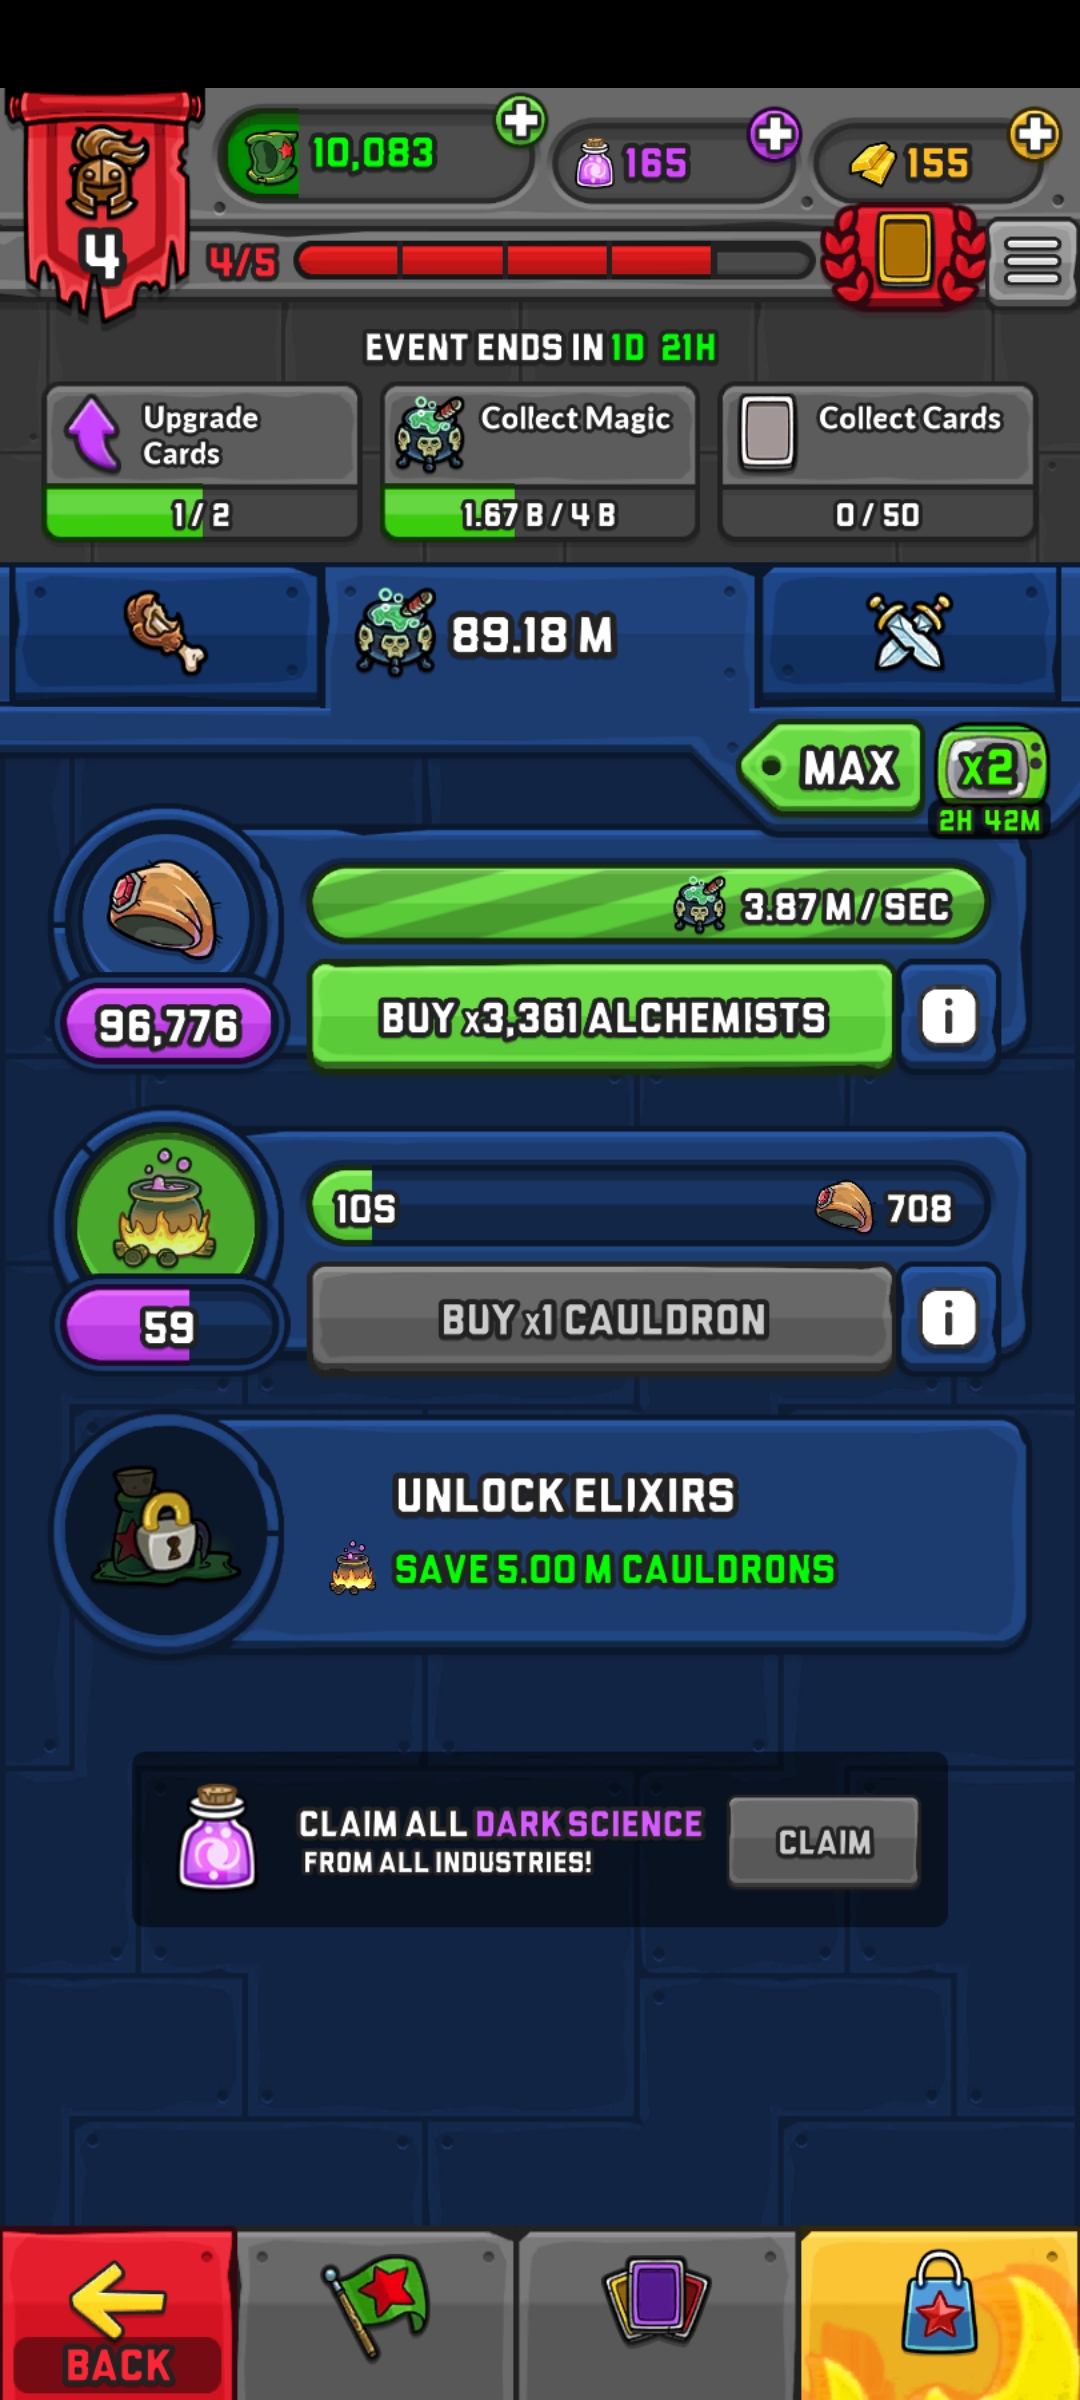 10,083
165
155
4
4/5
EVENT ENDS IN 1D 21H
Upgrade
Cards
1 / 2
Collect Magic
1.67 B / 4 B
Collect Cards
0 / 50
89.18 M
MAX
x2
2H 42M
3.87 M / SEC
96,776
BUY x3,361 ALCHEMISTS
i
10S
708
59
BUY x1 CAULDRON
i
UNLOCK ELIXIRS
SAVE 5.00 M CAULDRONS
CLAIM ALL DARK SCIENCE
FROM ALL INDUSTRIES!
CLAIM
BACK